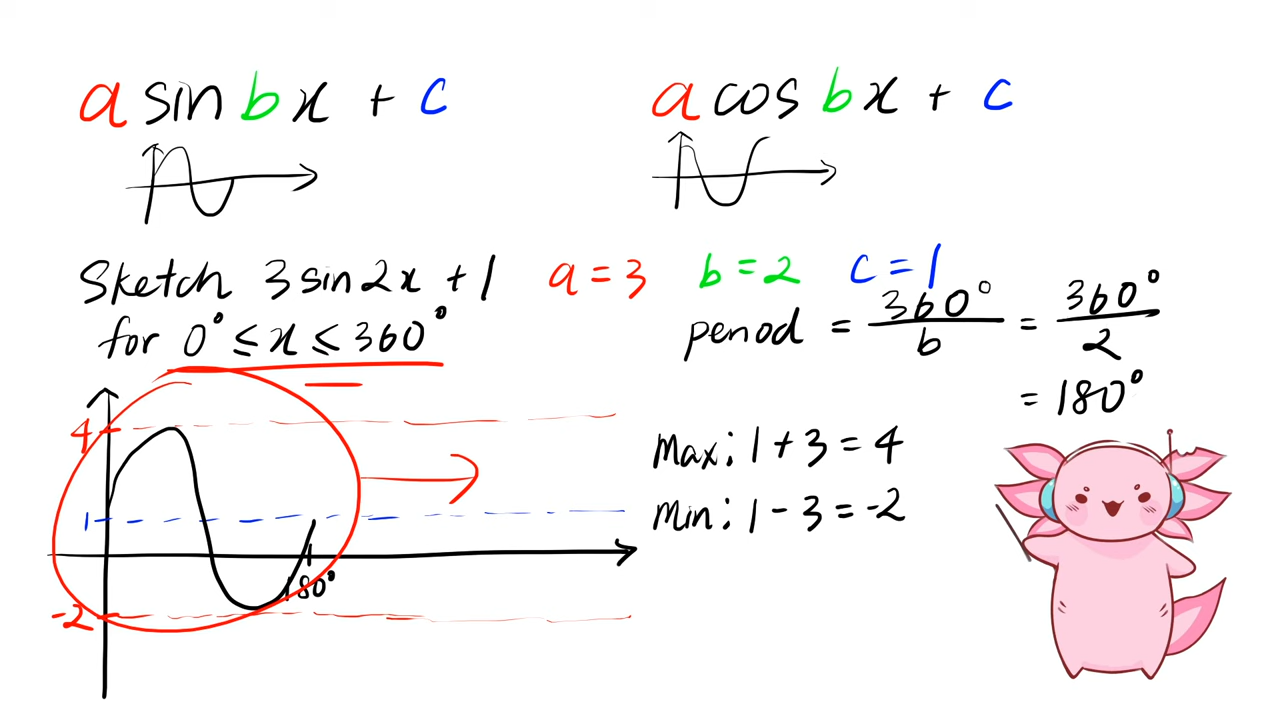 a sin bx + c
a cos bx + c
Sketch 3 sin 2x + 1
for 0° ≤ x ≤ 360°
a = 3
b = 2
c = 1
period = 360° / b = 360° / 2
= 180°
Max: 1 + 3 = 4
Min: 1 - 3 = -2
4
1
-2
180°